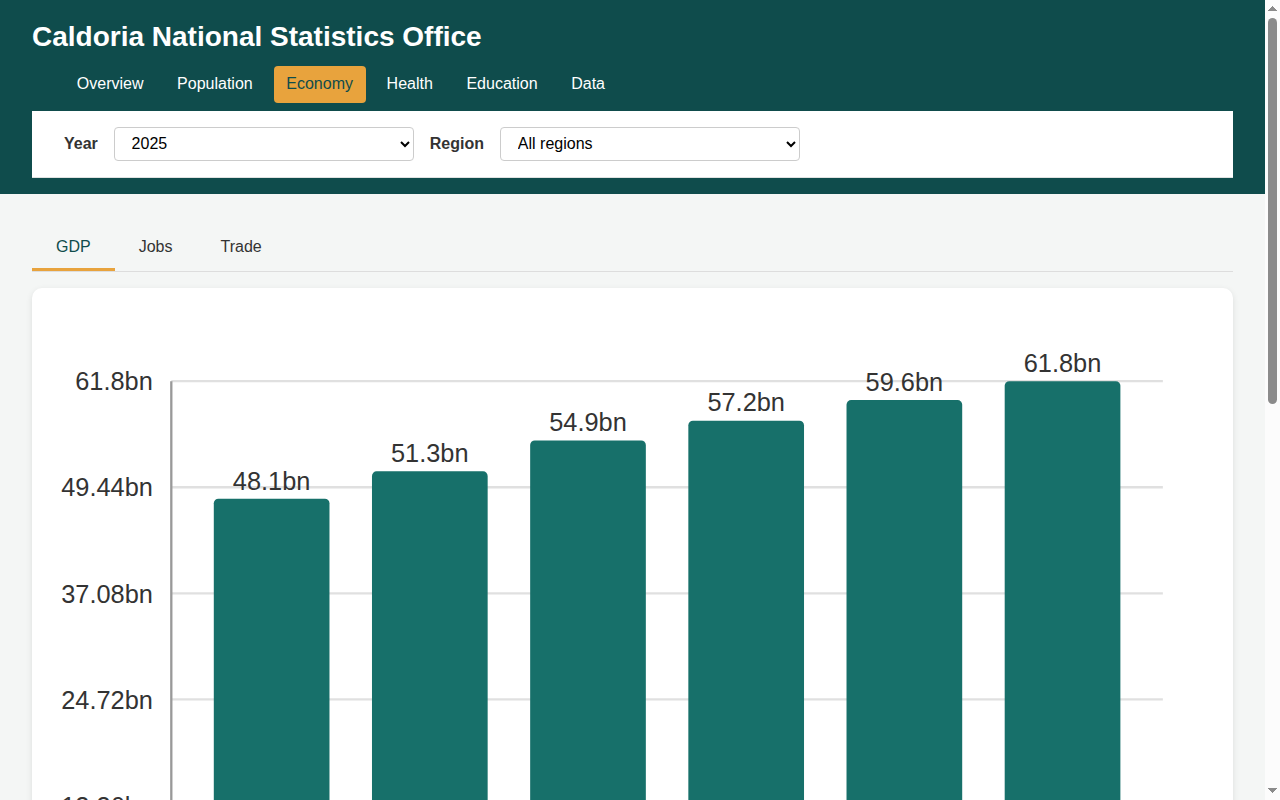 Caldoria National Statistics Office
Overview Population Economy Health Education Data
Year 2025 Region All regions
GDP Jobs Trade
61.8bn
49.44bn
37.08bn
24.72bn
48.1bn
51.3bn
54.9bn
57.2bn
59.6bn
61.8bn